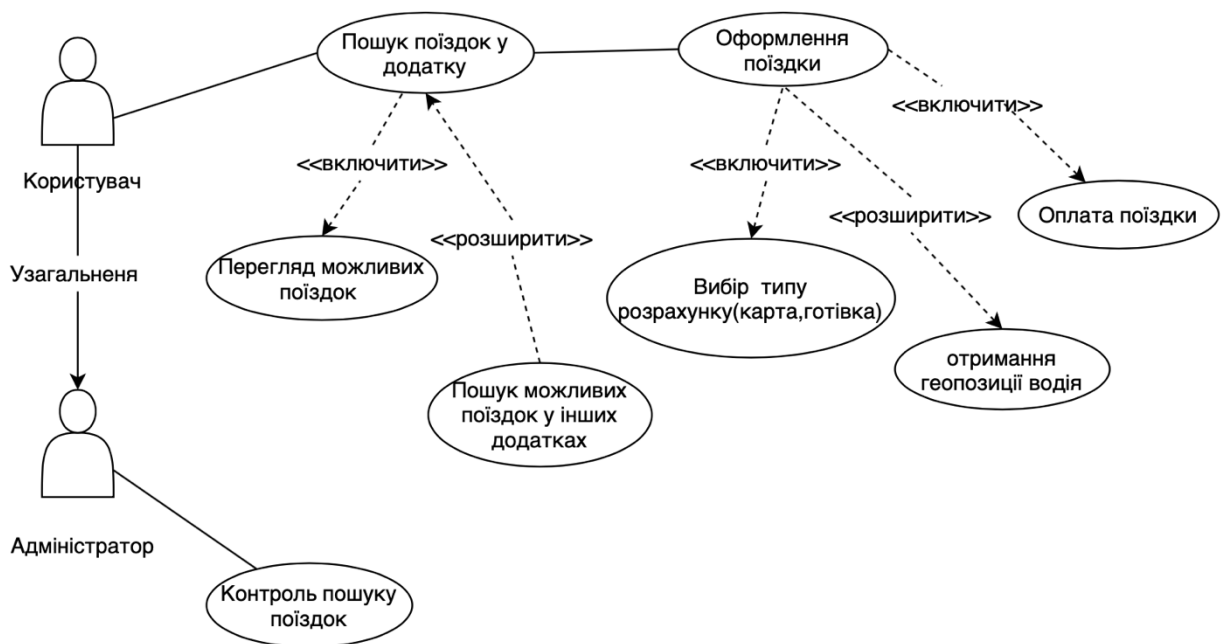 Пошук поїздок у
додатку
Оформлення
поїздки
<<включити>>
Користувач
<<включити>>
<<включити>>
<<розширити>>
<<розширити>>
Оплата поїздки
Узагальненя
Перегляд можливих
поїздок
Вибір типу
розрахунку(карта,готівка)
отримання
геопозиції водія
Пошук можливих
поїздок у інших
додатках
Адміністратор
Контроль пошуку
поїздок